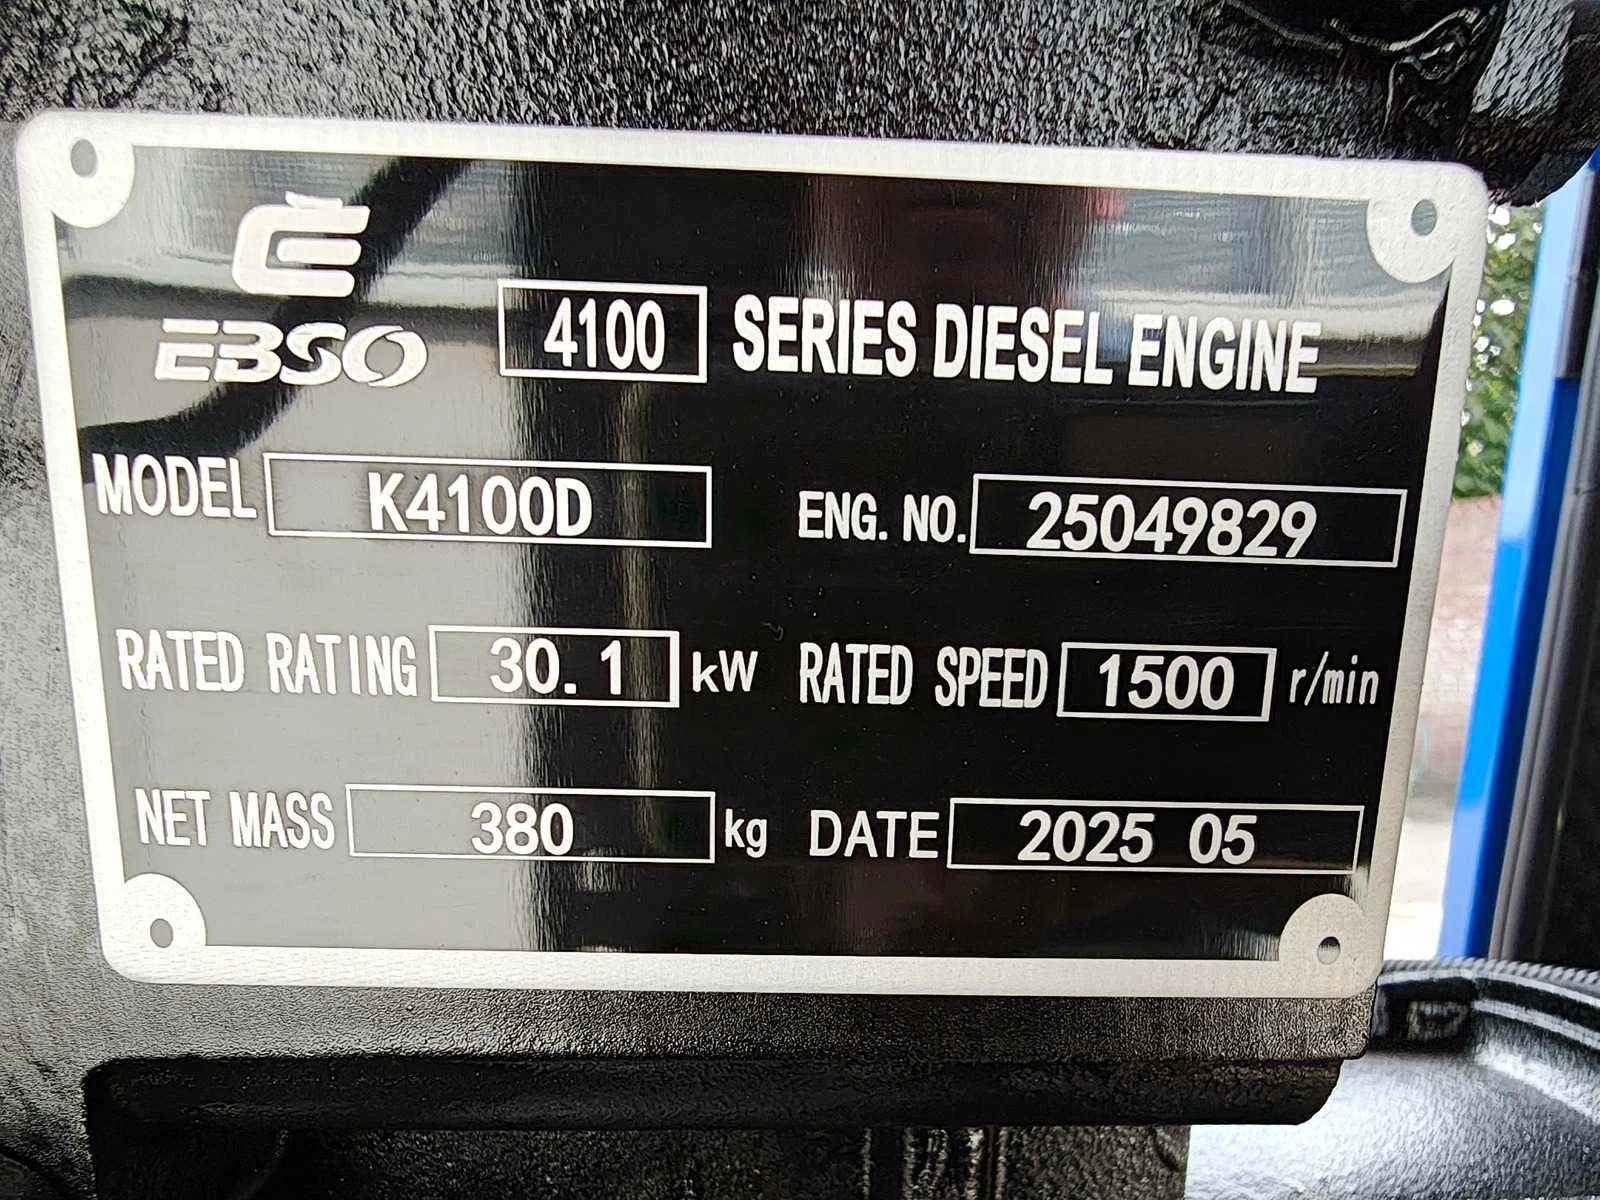 EBSO
4100 SERIES DIESEL ENGINE
MODEL K4100D ENG. NO. 25049829
RATED RATING 30.1 kW RATED SPEED 1500 r/min
NET MASS 380 kg DATE 2025 05